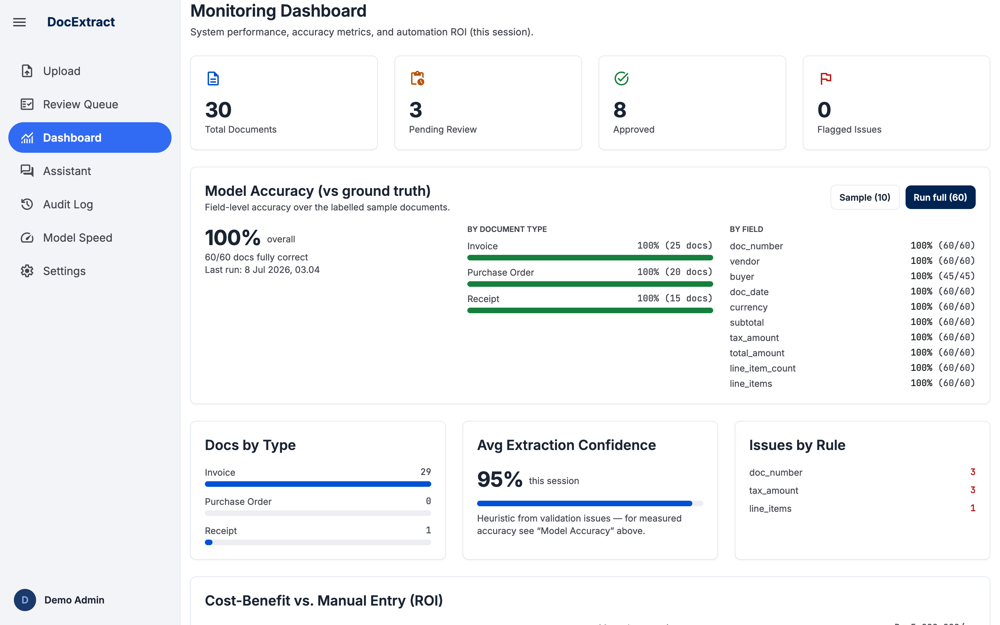 DocExtract
Upload
Review Queue
Dashboard
Assistant
Audit Log
Model Speed
Settings
D
Demo Admin
Monitoring Dashboard
System performance, accuracy metrics, and automation ROI (this session).
30
Total Documents
3
Pending Review
8
Approved
0
Flagged Issues
Model Accuracy (vs ground truth)
Field-level accuracy over the labelled sample documents.
Sample (10)
Run full (60)
100% overall
60/60 docs fully correct
Last run: 8 Jul 2026, 03.04
BY DOCUMENT TYPE
Invoice 100% (25 docs)
Purchase Order 100% (20 docs)
Receipt 100% (15 docs)
BY FIELD
doc_number 100% (60/60)
vendor 100% (60/60)
buyer 100% (45/45)
doc_date 100% (60/60)
currency 100% (60/60)
subtotal 100% (60/60)
tax_amount 100% (60/60)
total_amount 100% (60/60)
line_item_count 100% (60/60)
line_items 100% (60/60)
Docs by Type
Invoice 29
Purchase Order 0
Receipt 1
Avg Extraction Confidence
95% this session
Heuristic from validation issues — for measured
accuracy see “Model Accuracy” above.
Issues by Rule
doc_number 3
tax_amount 3
line_items 1
Cost-Benefit vs. Manual Entry (ROI)